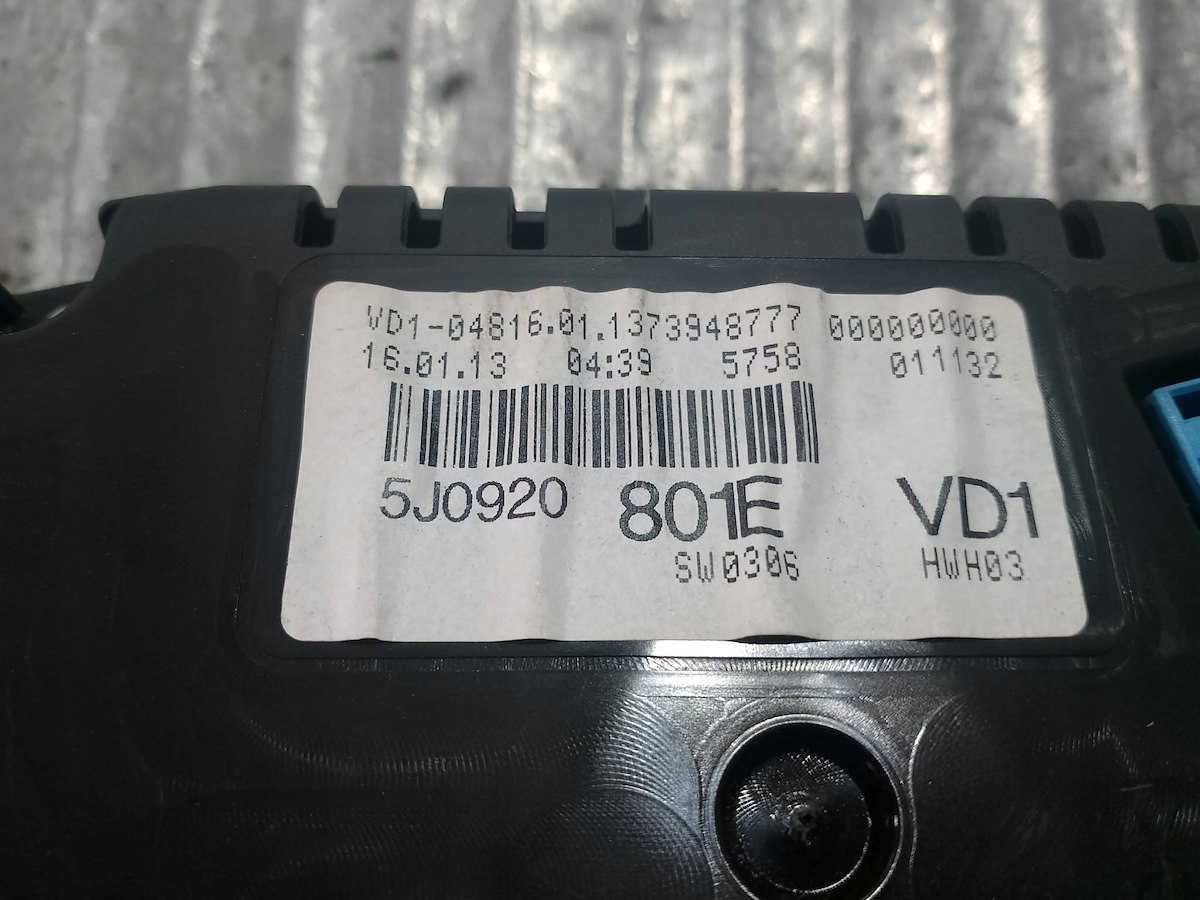 VD1-04816.01.1373948777 000000000
16.01.13 04:39 5758 011132
5J0920 801E VD1
SW0306 HWH03